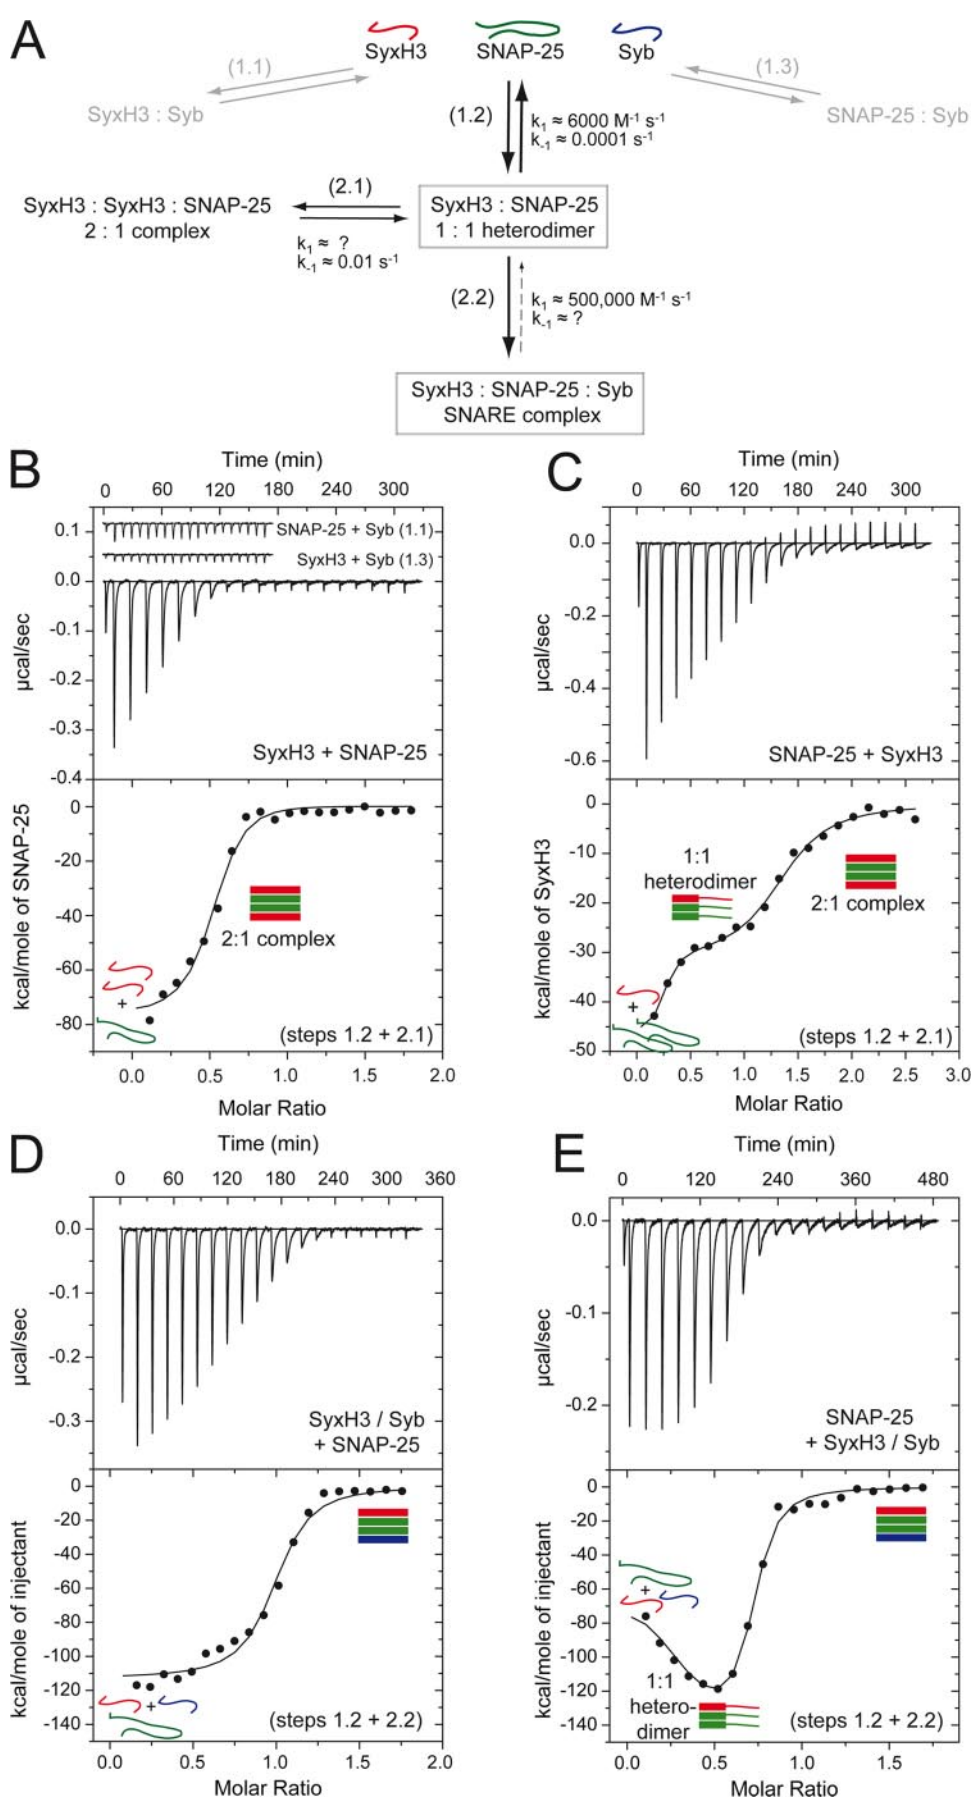 A
SyxH3 SNAP-25 Syb
(1.1) (1.3)
SyxH3 : Syb (1.2) k₁ ≈ 6000 M⁻¹ s⁻¹ SNAP-25 : Syb
k₋₁ ≈ 0.0001 s⁻¹
(2.1)
SyxH3 : SyxH3 : SNAP-25 SyxH3 : SNAP-25
2 : 1 complex 1 : 1 heterodimer
k₁ ≈ ?
k₋₁ ≈ 0.01 s⁻¹
(2.2) k₁ ≈ 500,000 M⁻¹ s⁻¹
k₋₁ ≈ ?
SyxH3 : SNAP-25 : Syb
SNARE complex
B
Time (min)
0 60 120 180 240 300
0.1
0.0
-0.1
-0.2
-0.3
-0.4
µcal/sec
SNAP-25 + Syb (1.1)
SyxH3 + Syb (1.3)
SyxH3 + SNAP-25
0
-20
-40
-60
-80
kcal/mole of SNAP-25
2:1 complex
+
(steps 1.2 + 2.1)
0.0 0.5 1.0 1.5 2.0
Molar Ratio
C
Time (min)
0 60 120 180 240 300
0.0
-0.2
-0.4
-0.6
µcal/sec
SNAP-25 + SyxH3
0
-10
-20
-30
-40
-50
kcal/mole of SyxH3
1:1
heterodimer
2:1 complex
+
(steps 1.2 + 2.1)
0.0 0.5 1.0 1.5 2.0 2.5 3.0
Molar Ratio
D
Time (min)
0 60 120 180 240 300 360
0.0
-0.1
-0.2
-0.3
µcal/sec
SyxH3 / Syb
+ SNAP-25
0
-20
-40
-60
-80
-100
-120
-140
kcal/mole of injectant
+
(steps 1.2 + 2.2)
0.0 0.5 1.0 1.5 2.0
Molar Ratio
E
Time (min)
0 120 240 360 480
0.0
-0.1
-0.2
µcal/sec
SNAP-25
+ SyxH3 / Syb
0
-20
-40
-60
-80
-100
-120
-140
kcal/mole of injectant
+
1:1
hetero-
dimer
(steps 1.2 + 2.2)
0.0 0.5 1.0 1.5
Molar Ratio